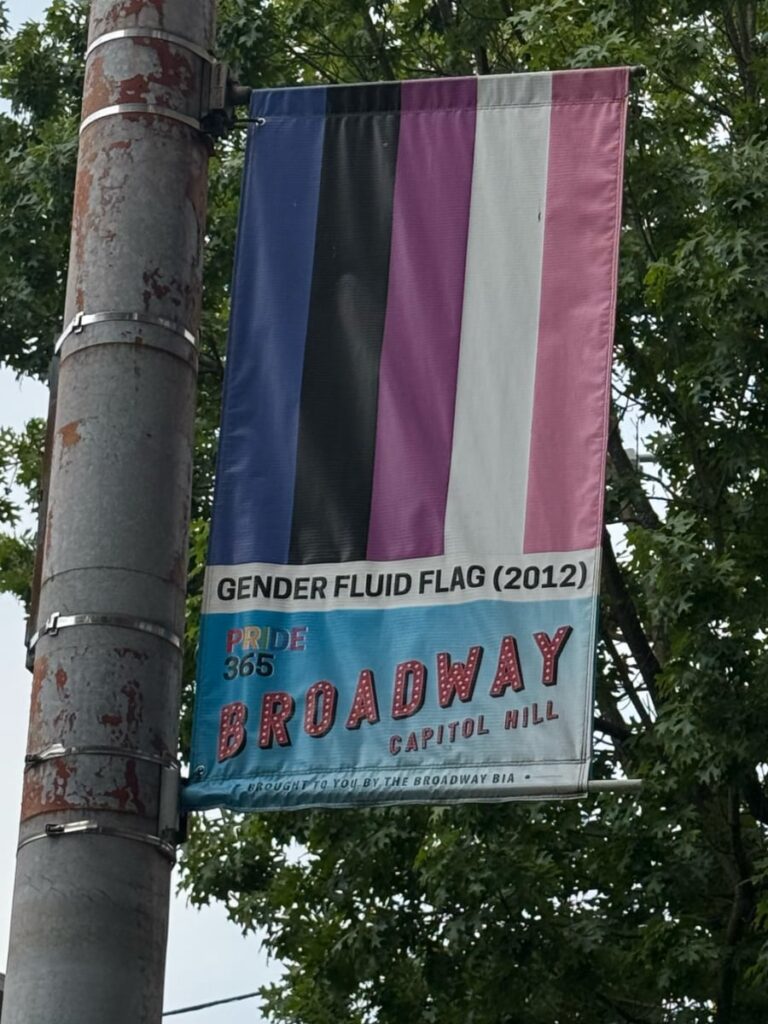 GENDER FLUID FLAG (2012)
PRIDE
365
BROADWAY
CAPITOL HILL
• BROUGHT TO YOU BY THE BROADWAY BIA •